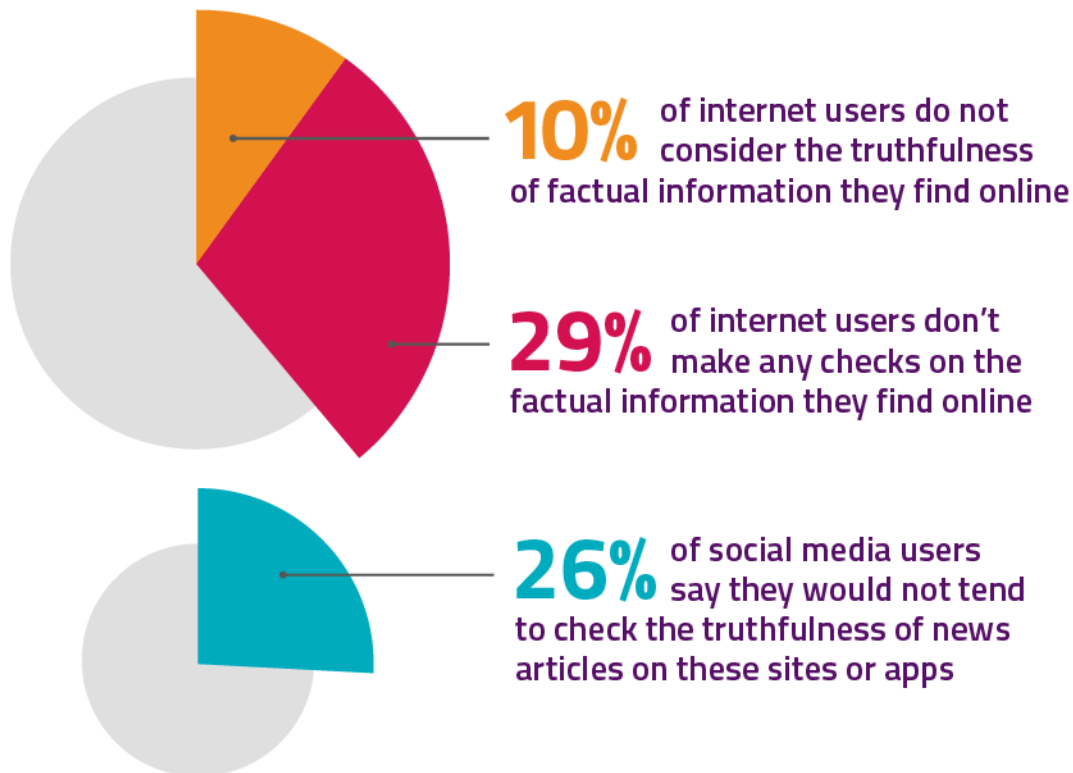 10% of internet users do not
consider the truthfulness
of factual information they find online
29% of internet users don’t
make any checks on the
factual information they find online
26% of social media users
say they would not tend
to check the truthfulness of news
articles on these sites or apps